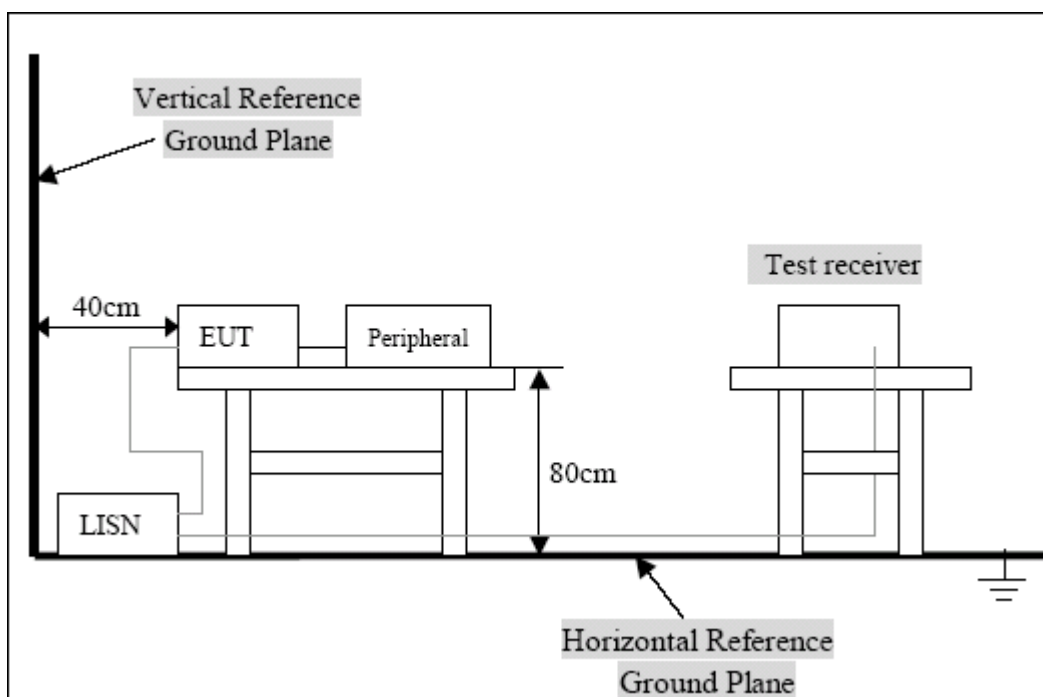 Vertical Reference
Ground Plane
Test receiver
40cm
EUT
Peripheral
80cm
LISN
Horizontal Reference
Ground Plane